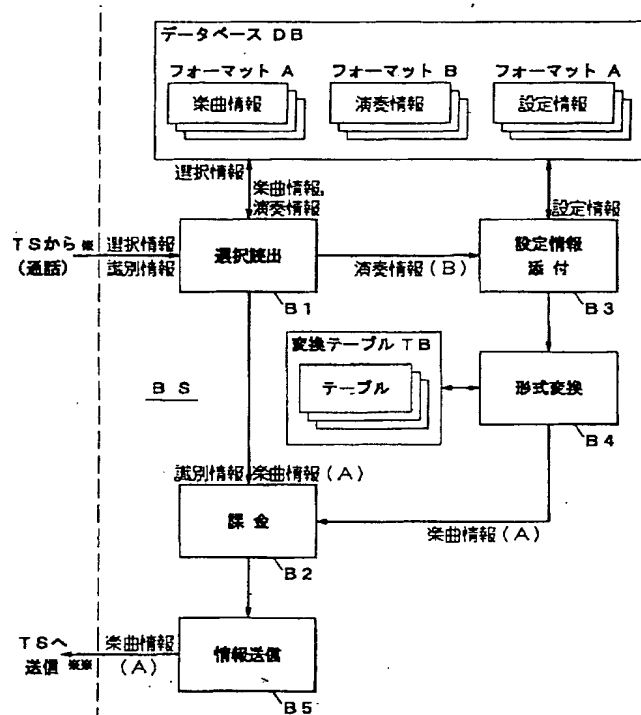 データベース DB
フォーマット A
フォーマット B
フォーマット A
楽曲情報
演奏情報
設定情報
選択情報
楽曲情報,
演奏情報
設定情報
TSから※
(通話)
選択情報
識別情報
選択読出
B1
演奏情報(B)
設定情報
添付
B3
変換テーブル TB
テーブル
形式変換
B4
BS
識別情報
楽曲情報(A)
課金
B2
楽曲情報(A)
TSへ
送信 ※※
楽曲情報
(A)
情報送信
B5